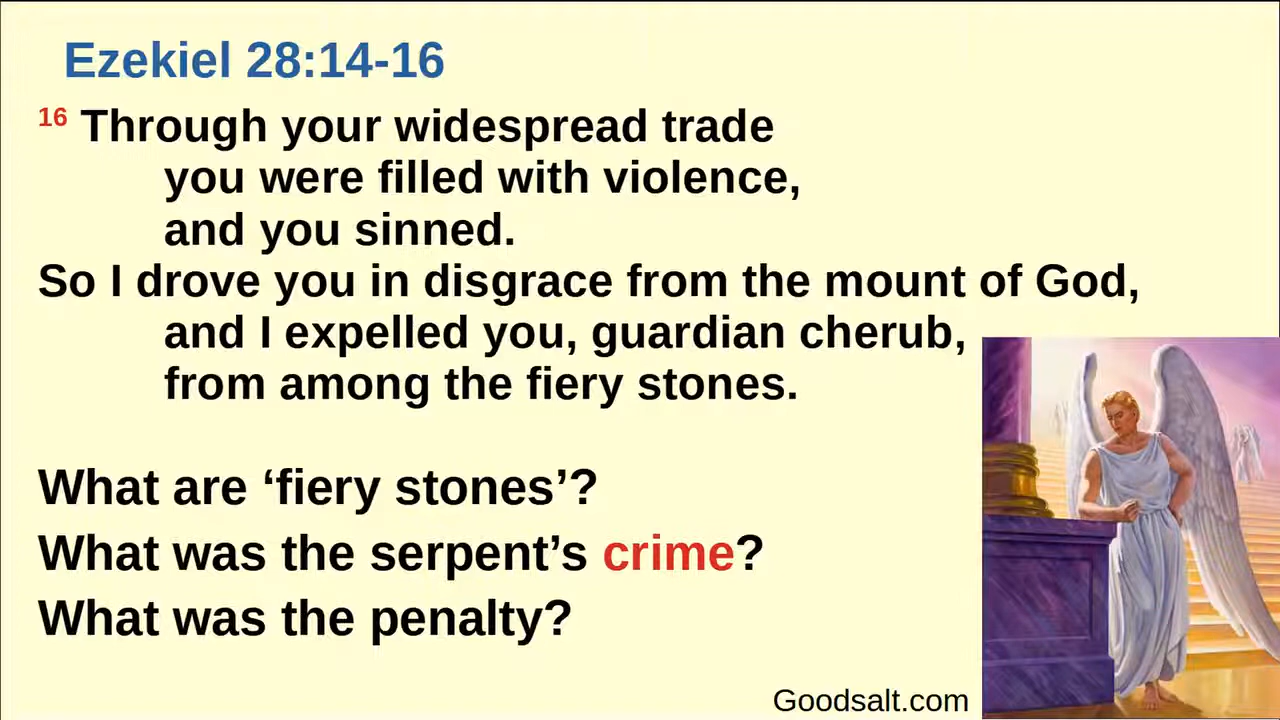 Ezekiel 28:14-16
16 Through your widespread trade
you were filled with violence,
and you sinned.
So I drove you in disgrace from the mount of God,
and I expelled you, guardian cherub,
from among the fiery stones.
What are ‘fiery stones’?
What was the serpent’s crime?
What was the penalty?
Goodsalt.com